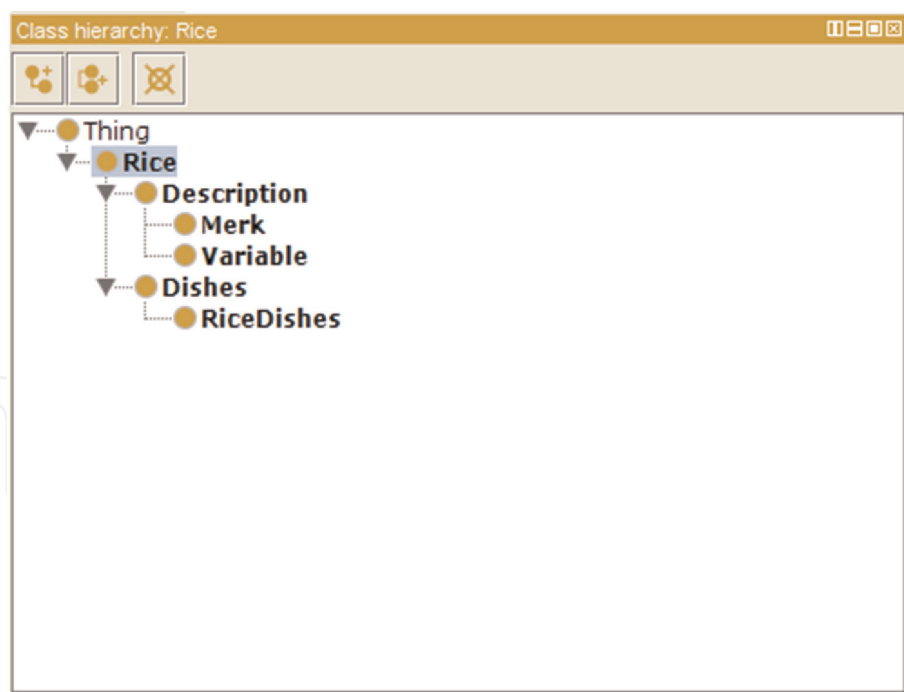 Class hierarchy: Rice
Thing
Rice
Description
Merk
Variable
Dishes
RiceDishes